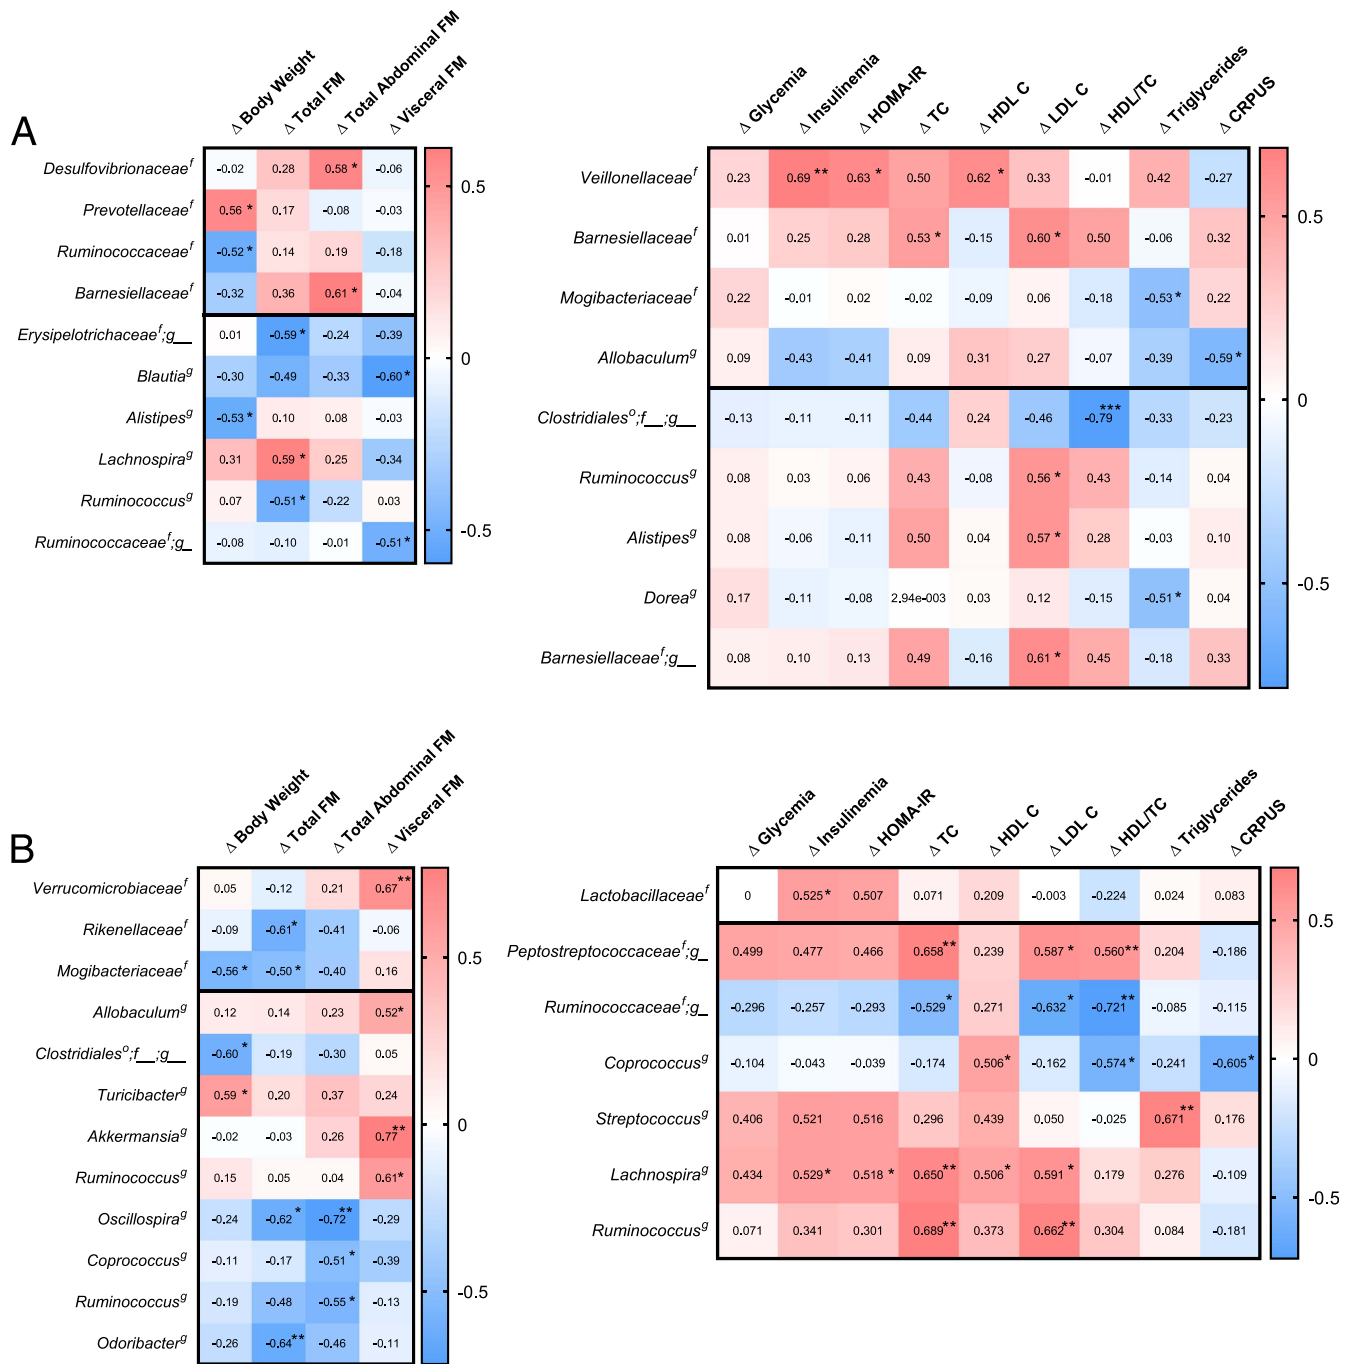 A
Δ Body Weight
Δ Total FM
Δ Total Abdominal FM
Δ Visceral FM
Desulfovibrionaceae^f -0.02 0.28 0.58 * -0.06
Prevotellaceae^f 0.56 * 0.17 -0.08 -0.03
Ruminococcaceae^f -0.52 * 0.14 0.19 -0.18
Barnesiellaceae^f -0.32 0.36 0.61 * -0.04
Erysipelotrichaceae^f;g__ 0.01 -0.59 * -0.24 -0.39
Blautia^g -0.30 -0.49 -0.33 -0.60 *
Alistipes^g -0.53 * 0.10 0.08 -0.03
Lachnospira^g 0.31 0.59 * 0.25 -0.34
Ruminococcus^g 0.07 -0.51 * -0.22 0.03
Ruminococcaceae^f;g_ -0.08 -0.10 -0.01 -0.51 *
0.5
0
-0.5
Δ Glycemia
Δ Insulinemia
Δ HOMA-IR
Δ TC
Δ HDL C
Δ LDL C
Δ HDL/TC
Δ Triglycerides
Δ CRPUS
Veillonellaceae^f 0.23 0.69 ** 0.63 * 0.50 0.62 * 0.33 -0.01 0.42 -0.27
Barnesiellaceae^f 0.01 0.25 0.28 0.53 * -0.15 0.60 * 0.50 -0.06 0.32
Mogibacteriaceae^f 0.22 -0.01 0.02 -0.02 -0.09 0.06 -0.18 -0.53 * 0.22
Allobaculum^g 0.09 -0.43 -0.41 0.09 0.31 0.27 -0.07 -0.39 -0.59 *
Clostridiales^o;f__;g__ -0.13 -0.11 -0.11 -0.44 0.24 -0.46 -0.79 *** -0.33 -0.23
Ruminococcus^g 0.08 0.03 0.06 0.43 -0.08 0.56 * 0.43 -0.14 0.04
Alistipes^g 0.08 -0.06 -0.11 0.50 0.04 0.57 * 0.28 -0.03 0.10
Dorea^g 0.17 -0.11 -0.08 2.94e-003 0.03 0.12 -0.15 -0.51 * 0.04
Barnesiellaceae^f;g__ 0.08 0.10 0.13 0.49 -0.16 0.61 * 0.45 -0.18 0.33
0.5
0
-0.5
B
Δ Body Weight
Δ Total FM
Δ Total Abdominal FM
Δ Visceral FM
Verrucomicrobiaceae^f 0.05 -0.12 0.21 0.67 **
Rikenellaceae^f -0.09 -0.61 * -0.41 -0.06
Mogibacteriaceae^f -0.56 * -0.50 * -0.40 0.16
Allobaculum^g 0.12 0.14 0.23 0.52 *
Clostridiales^o;f__;g__ -0.60 * -0.19 -0.30 0.05
Turicibacter^g 0.59 * 0.20 0.37 0.24
Akkermansia^g -0.02 -0.03 0.26 0.77 **
Ruminococcus^g 0.15 0.05 0.04 0.61 *
Oscillospira^g -0.24 -0.62 * -0.72 ** -0.29
Coprococcus^g -0.11 -0.17 -0.51 * -0.39
Ruminococcus^g -0.19 -0.48 -0.55 * -0.13
Odoribacter^g -0.26 -0.64 ** -0.46 -0.11
0.5
0
-0.5
Δ Glycemia
Δ Insulinemia
Δ HOMA-IR
Δ TC
Δ HDL C
Δ LDL C
Δ HDL/TC
Δ Triglycerides
Δ CRPUS
Lactobacillaceae^f 0 0.525 * 0.507 0.071 0.209 -0.003 -0.224 0.024 0.083
Peptostreptococcaceae^f;g_ 0.499 0.477 0.466 0.658 ** 0.239 0.587 * 0.560 ** 0.204 -0.186
Ruminococcaceae^f;g_ -0.296 -0.257 -0.293 -0.529 * 0.271 -0.632 * -0.721 ** -0.085 -0.115
Coprococcus^g -0.104 -0.043 -0.039 -0.174 0.506 * -0.162 -0.574 * -0.241 -0.605 *
Streptococcus^g 0.406 0.521 0.516 0.296 0.439 0.050 -0.025 0.671 ** 0.176
Lachnospira^g 0.434 0.529 * 0.518 * 0.650 ** 0.506 * 0.591 * 0.179 0.276 -0.109
Ruminococcus^g 0.071 0.341 0.301 0.689 ** 0.373 0.662 ** 0.304 0.084 -0.181
0.5
0
-0.5